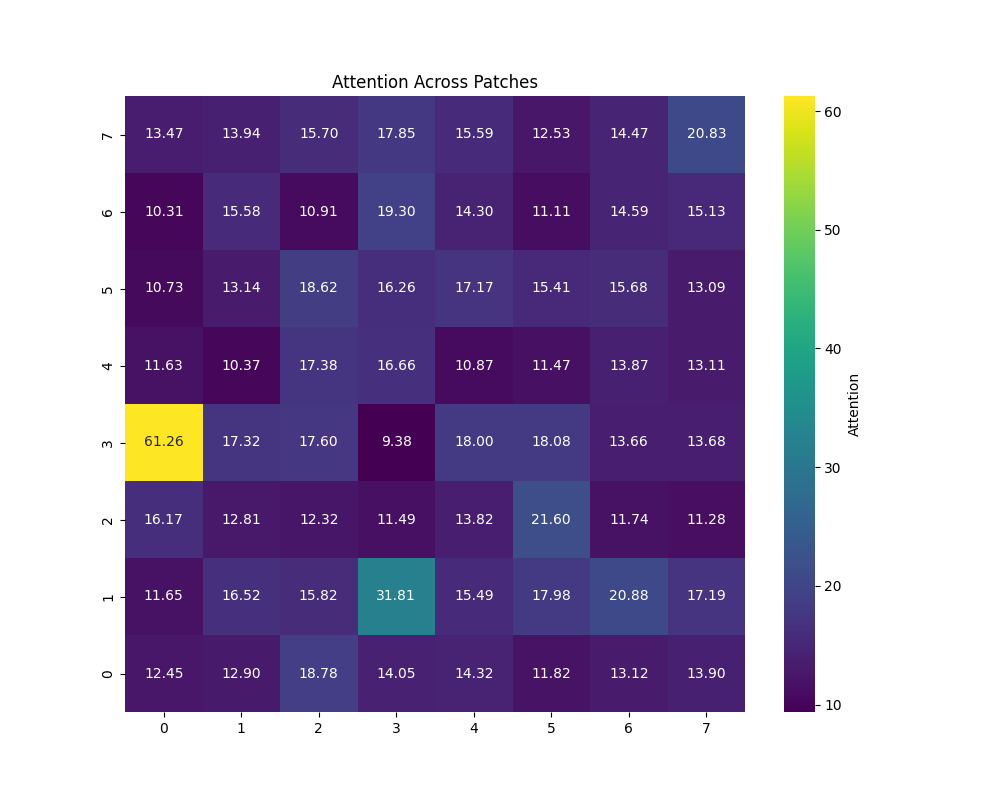 Attention Across Patches
7 13.47 13.94 15.70 17.85 15.59 12.53 14.47 20.83
6 10.31 15.58 10.91 19.30 14.30 11.11 14.59 15.13
5 10.73 13.14 18.62 16.26 17.17 15.41 15.68 13.09
4 11.63 10.37 17.38 16.66 10.87 11.47 13.87 13.11
3 61.26 17.32 17.60 9.38 18.00 18.08 13.66 13.68
2 16.17 12.81 12.32 11.49 13.82 21.60 11.74 11.28
1 11.65 16.52 15.82 31.81 15.49 17.98 20.88 17.19
0 12.45 12.90 18.78 14.05 14.32 11.82 13.12 13.90
0 1 2 3 4 5 6 7
60
50
40
30
20
10
Attention